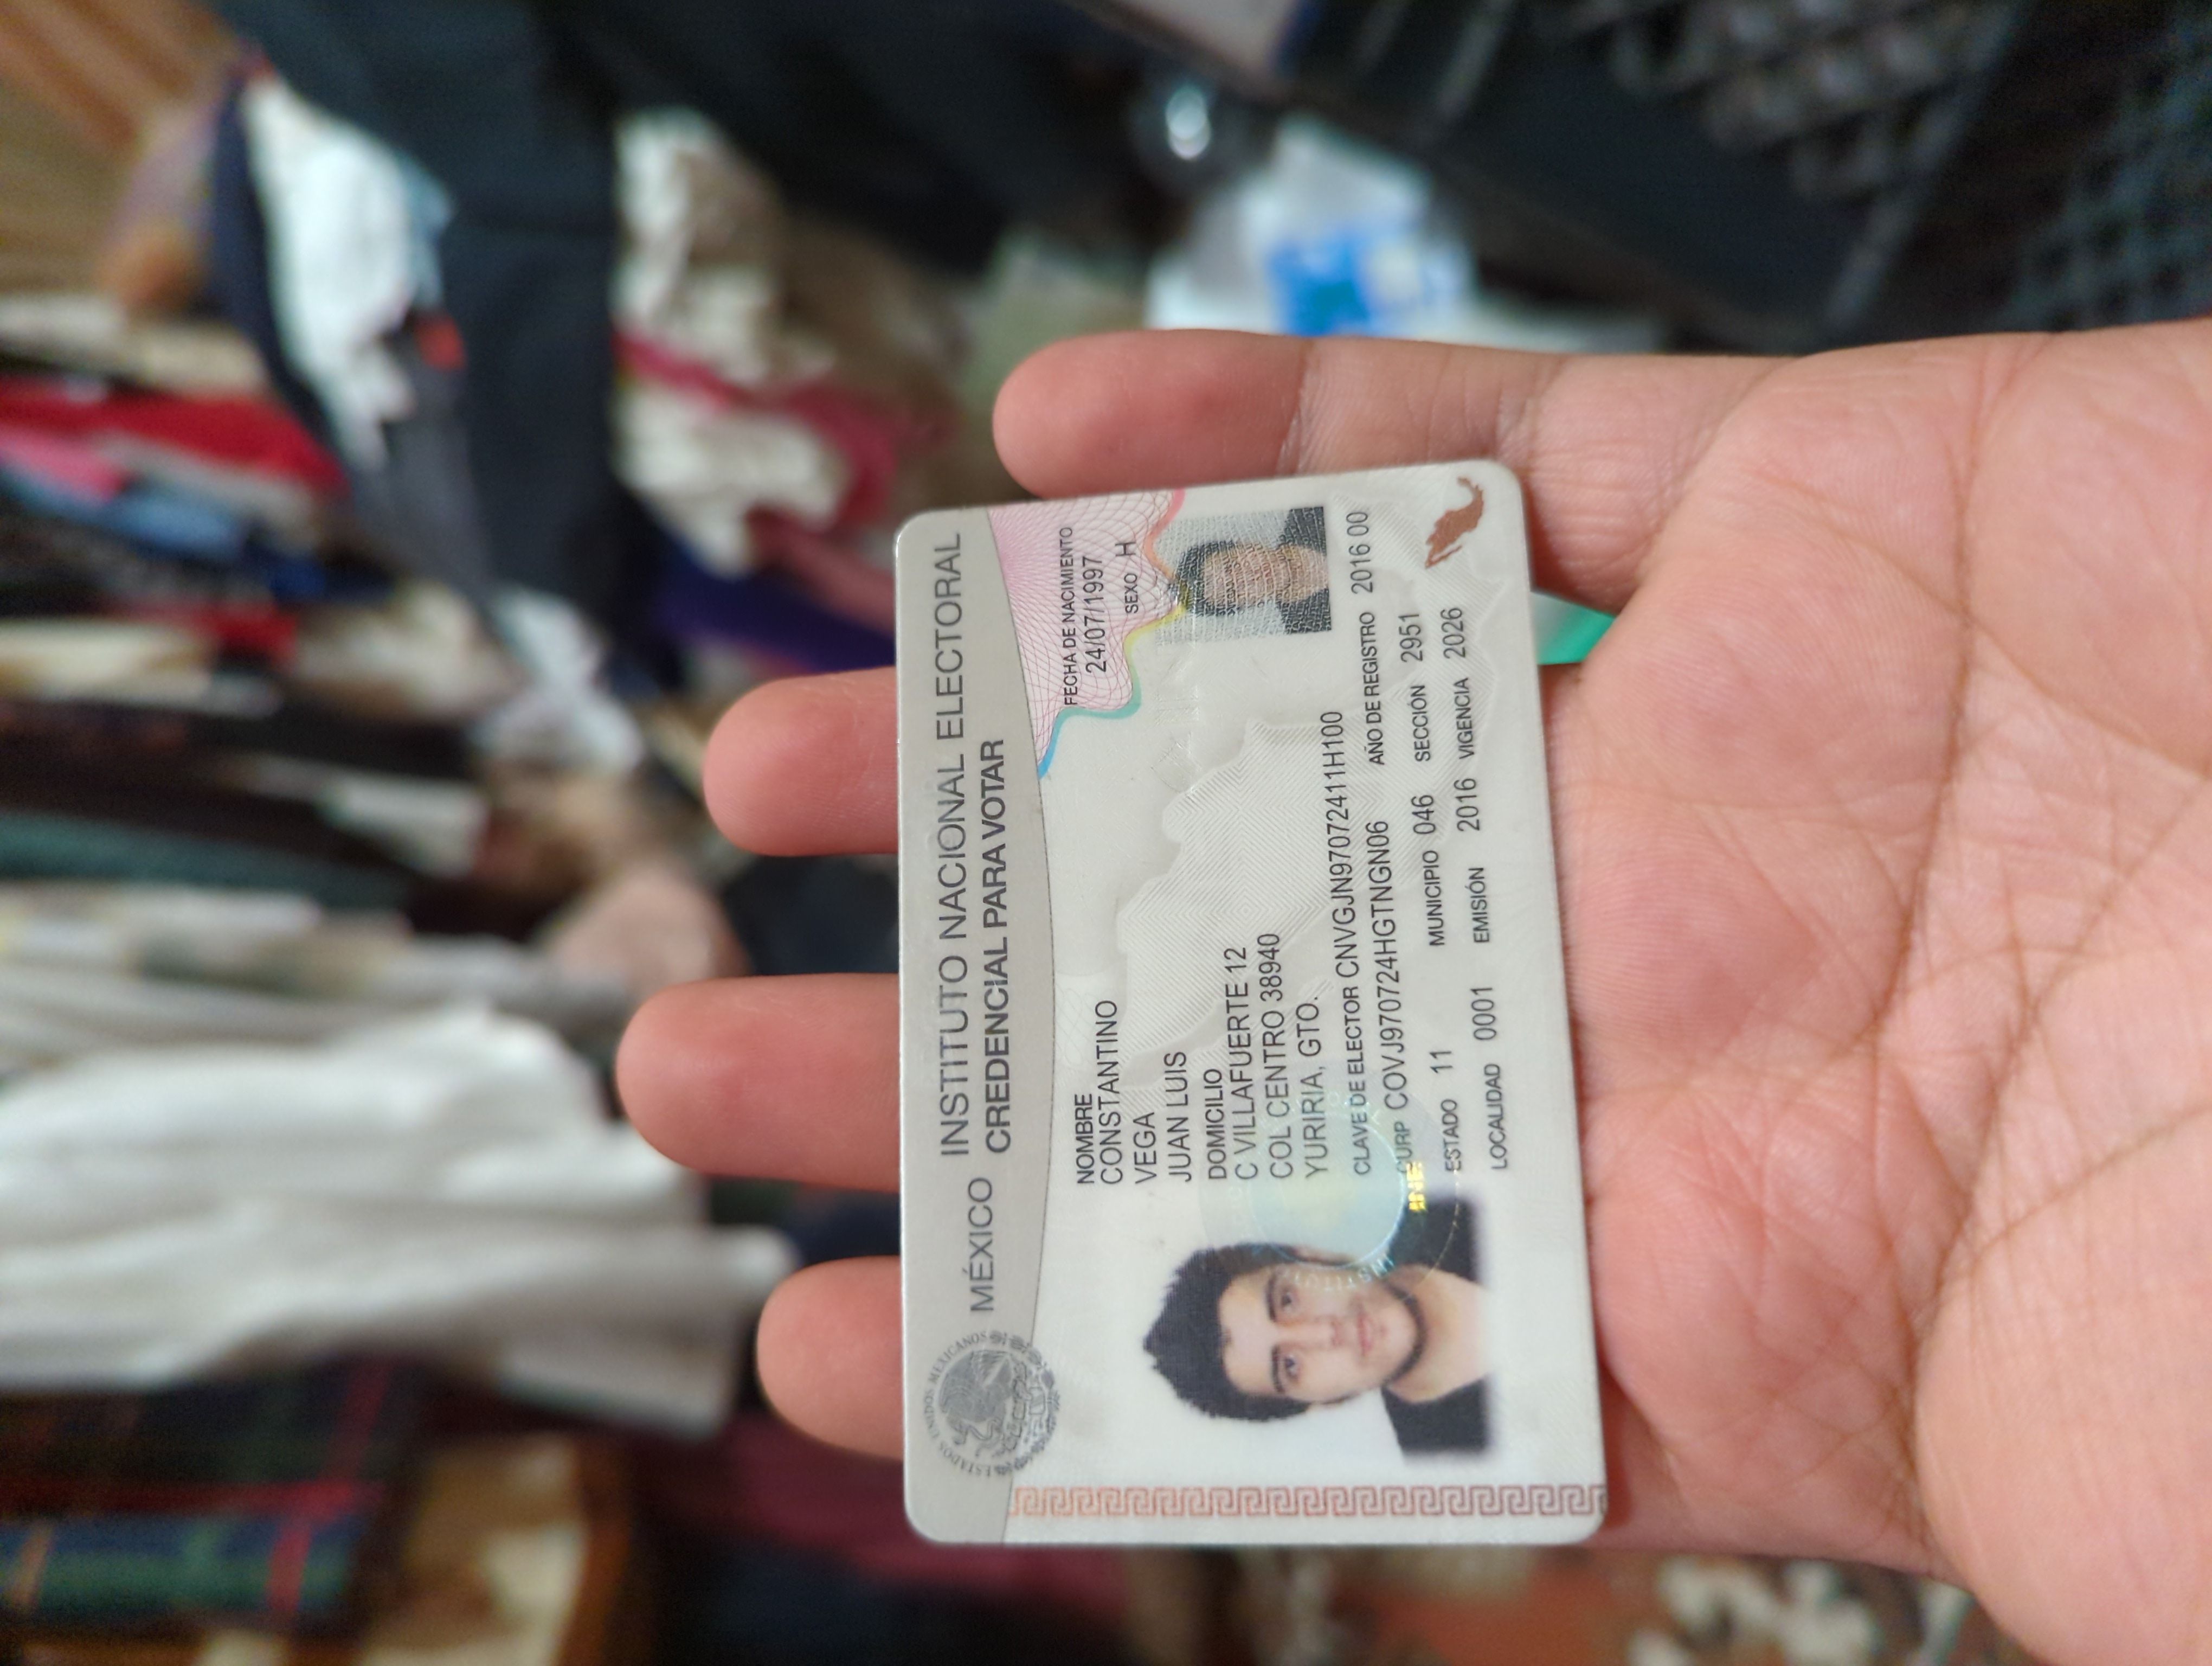 ESTADOS UNIDOS MEXICANOS
MÉXICO
INSTITUTO NACIONAL ELECTORAL
CREDENCIAL PARA VOTAR
FECHA DE NACIMIENTO
24/07/1997
SEXO H
NOMBRE
CONSTANTINO
VEGA
JUAN LUIS
DOMICILIO
C VILLAFUERTE 12
COL CENTRO 38940
YURIRIA, GTO.
CLAVE DE ELECTOR CNVGJN97072411H100
CURP COVJ970724HGTNGN06 AÑO DE REGISTRO 2016 00
ESTADO 11 MUNICIPIO 046 SECCIÓN 2951
LOCALIDAD 0001 EMISIÓN 2016 VIGENCIA 2026
INE